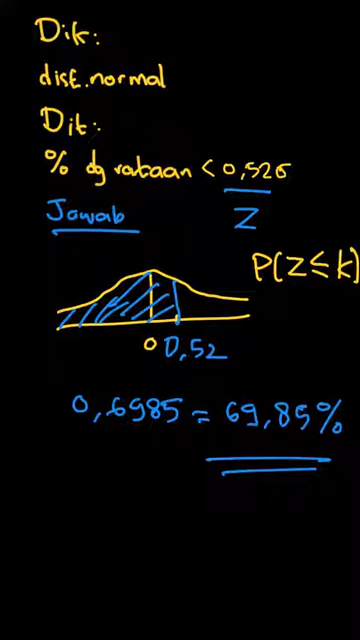 Dik:
dist.normal
Dit:
% dg rataan < 0,52σ
Jawab
Z
P(Z ≤ k)
0 0,52
0,6985 = 69,85%